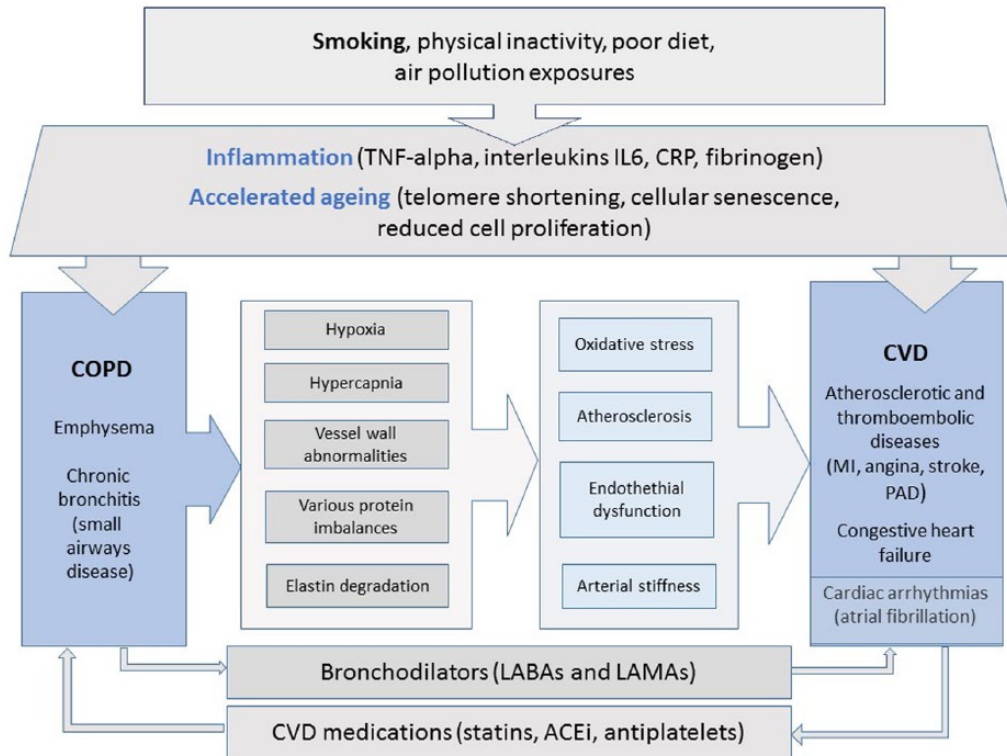 Smoking, physical inactivity, poor diet,
air pollution exposures
Inflammation (TNF-alpha, interleukins IL6, CRP, fibrinogen)
Accelerated ageing (telomere shortening, cellular senescence,
reduced cell proliferation)
COPD
Emphysema
Chronic
bronchitis
(small
airways
disease)
Hypoxia
Hypercapnia
Vessel wall
abnormalities
Various protein
imbalances
Elastin degradation
Oxidative stress
Atherosclerosis
Endothethial
dysfunction
Arterial stiffness
CVD
Atherosclerotic and
thromboembolic
diseases
(MI, angina, stroke,
PAD)
Congestive heart
failure
Cardiac arrhythmias
(atrial fibrillation)
Bronchodilators (LABAs and LAMAs)
CVD medications (statins, ACEi, antiplatelets)